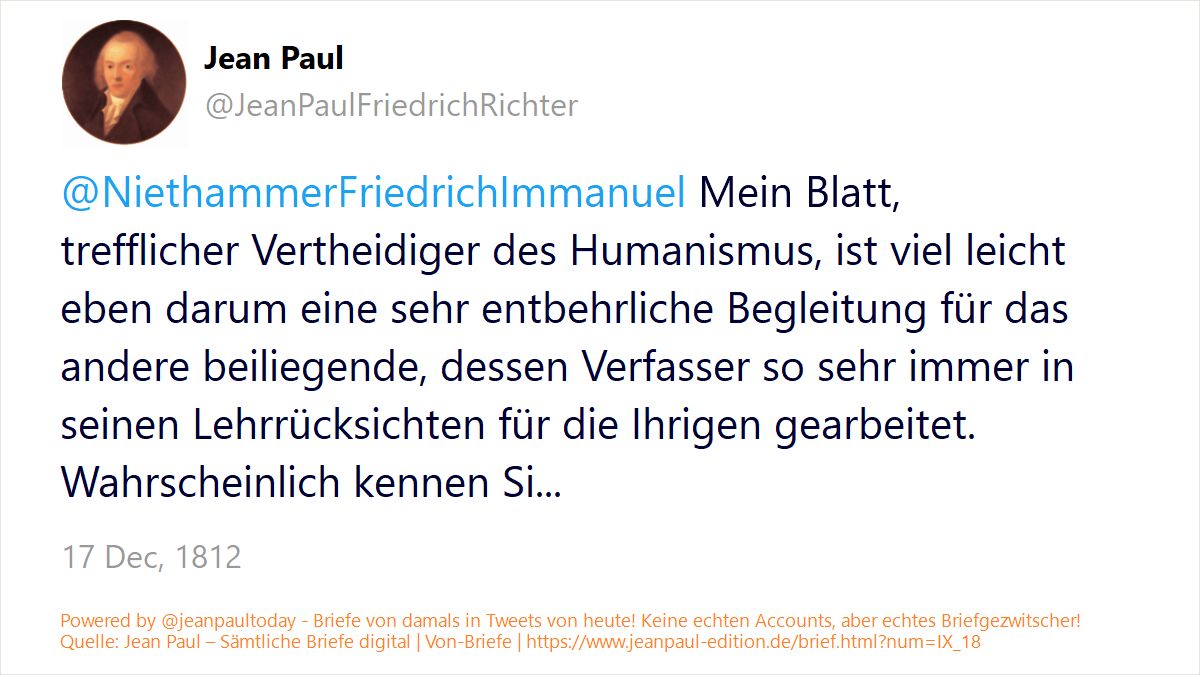 Jean Paul
@JeanPaulFriedrichRichter
@NiethammerFriedrichImmanuel Mein Blatt,
trefflicher Vertheidiger des Humanismus, ist viel leicht
eben darum eine sehr entbehrliche Begleitung für das
andere beiliegende, dessen Verfasser so sehr immer in
seinen Lehrrücksichten für die Ihrigen gearbeitet.
Wahrscheinlich kennen Si...
17 Dec, 1812
Powered by @jeanpaultoday - Briefe von damals in Tweets von heute! Keine echten Accounts, aber echtes Briefgezwitscher!
Quelle: Jean Paul – Sämtliche Briefe digital | Von-Briefe | https://www.jeanpaul-edition.de/brief.html?num=IX_18